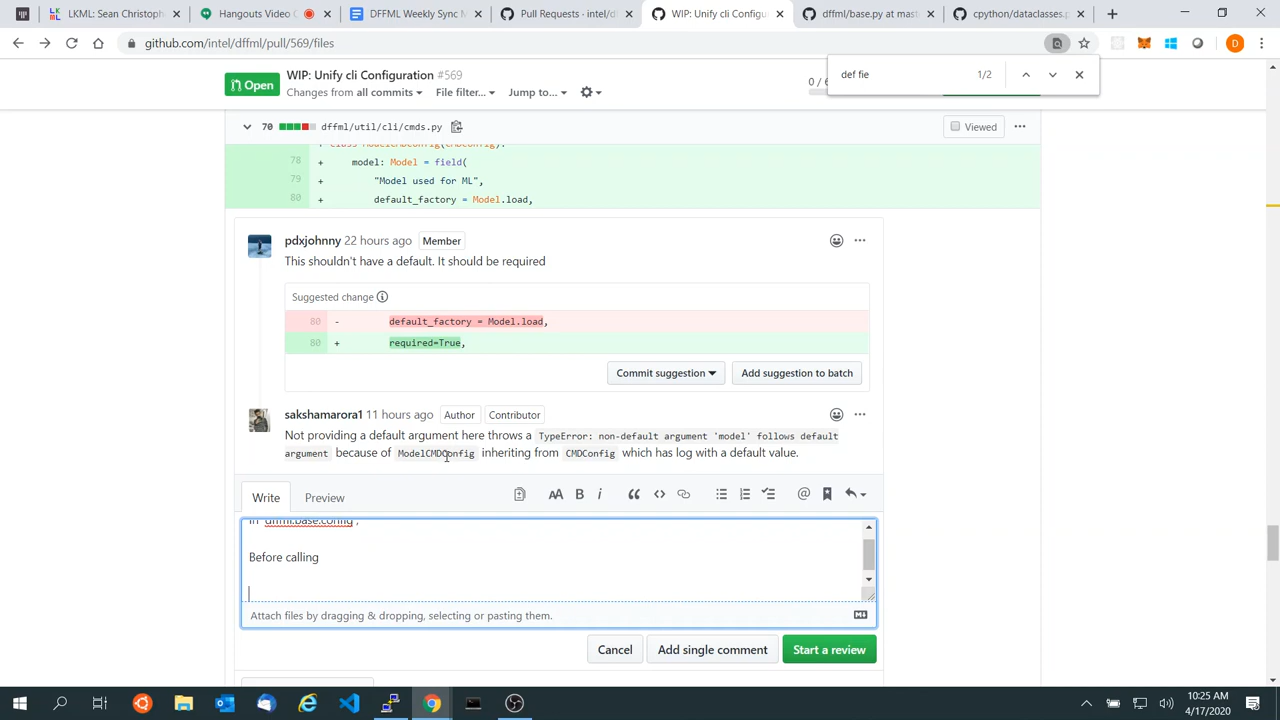 LKML: Sean Christoph
Hangouts Video C
DFFML Weekly Sync M
Pull Requests · intel/d
WIP: Unify cli Configu
dffml/base.py at mast
cpython/dataclasses.p
github.com/intel/dffml/pull/569/files
D
def fie
1/2
Open
WIP: Unify cli Configuration #569
Changes from all commits
File filter...
Jump to...
0 / 6
70
dffml/util/cli/cmds.py
Viewed
78 + model: Model = field(
79 + "Model used for ML",
80 + default_factory = Model.load,
pdxjohnny 22 hours ago Member
This shouldn't have a default. It should be required
Suggested change
80 - default_factory = Model.load,
80 + required=True,
Commit suggestion
Add suggestion to batch
sakshamarora1 11 hours ago Author Contributor
Not providing a default argument here throws a TypeError: non-default argument 'model' follows default
argument because of ModelCMDConfig inheriting from CMDConfig which has log with a default value.
Write
Preview
in `dffml.base.config`,
Before calling
Attach files by dragging & dropping, selecting or pasting them.
Cancel
Add single comment
Start a review
10:25 AM
4/17/2020